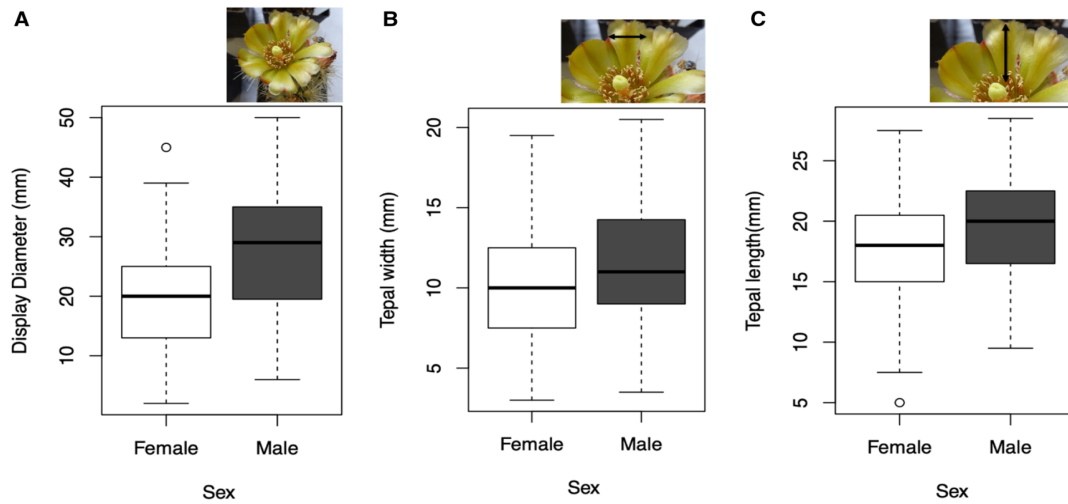 A
Display Diameter (mm)
50
40
30
20
10
Female
Male
Sex
B
Tepal width (mm)
20
15
10
5
Female
Male
Sex
C
Tepal length(mm)
25
20
15
10
5
Female
Male
Sex